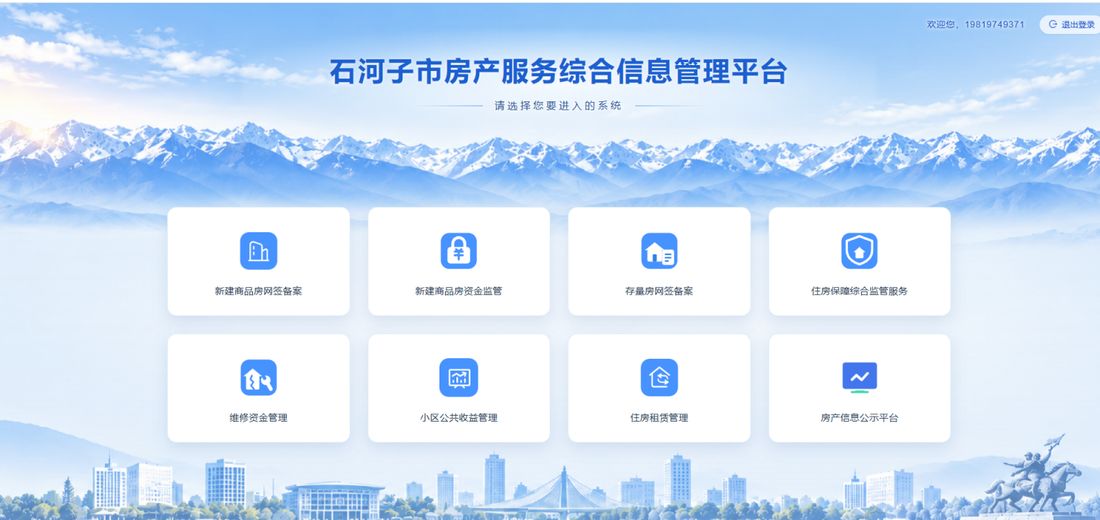 欢迎您，19819749371
退出登录
石河子市房产服务综合信息管理平台
请选择您要进入的系统
新建商品房网签备案
新建商品房资金监管
存量房网签备案
住房保障综合监管服务
维修资金管理
小区公共收益管理
住房租赁管理
房产信息公示平台